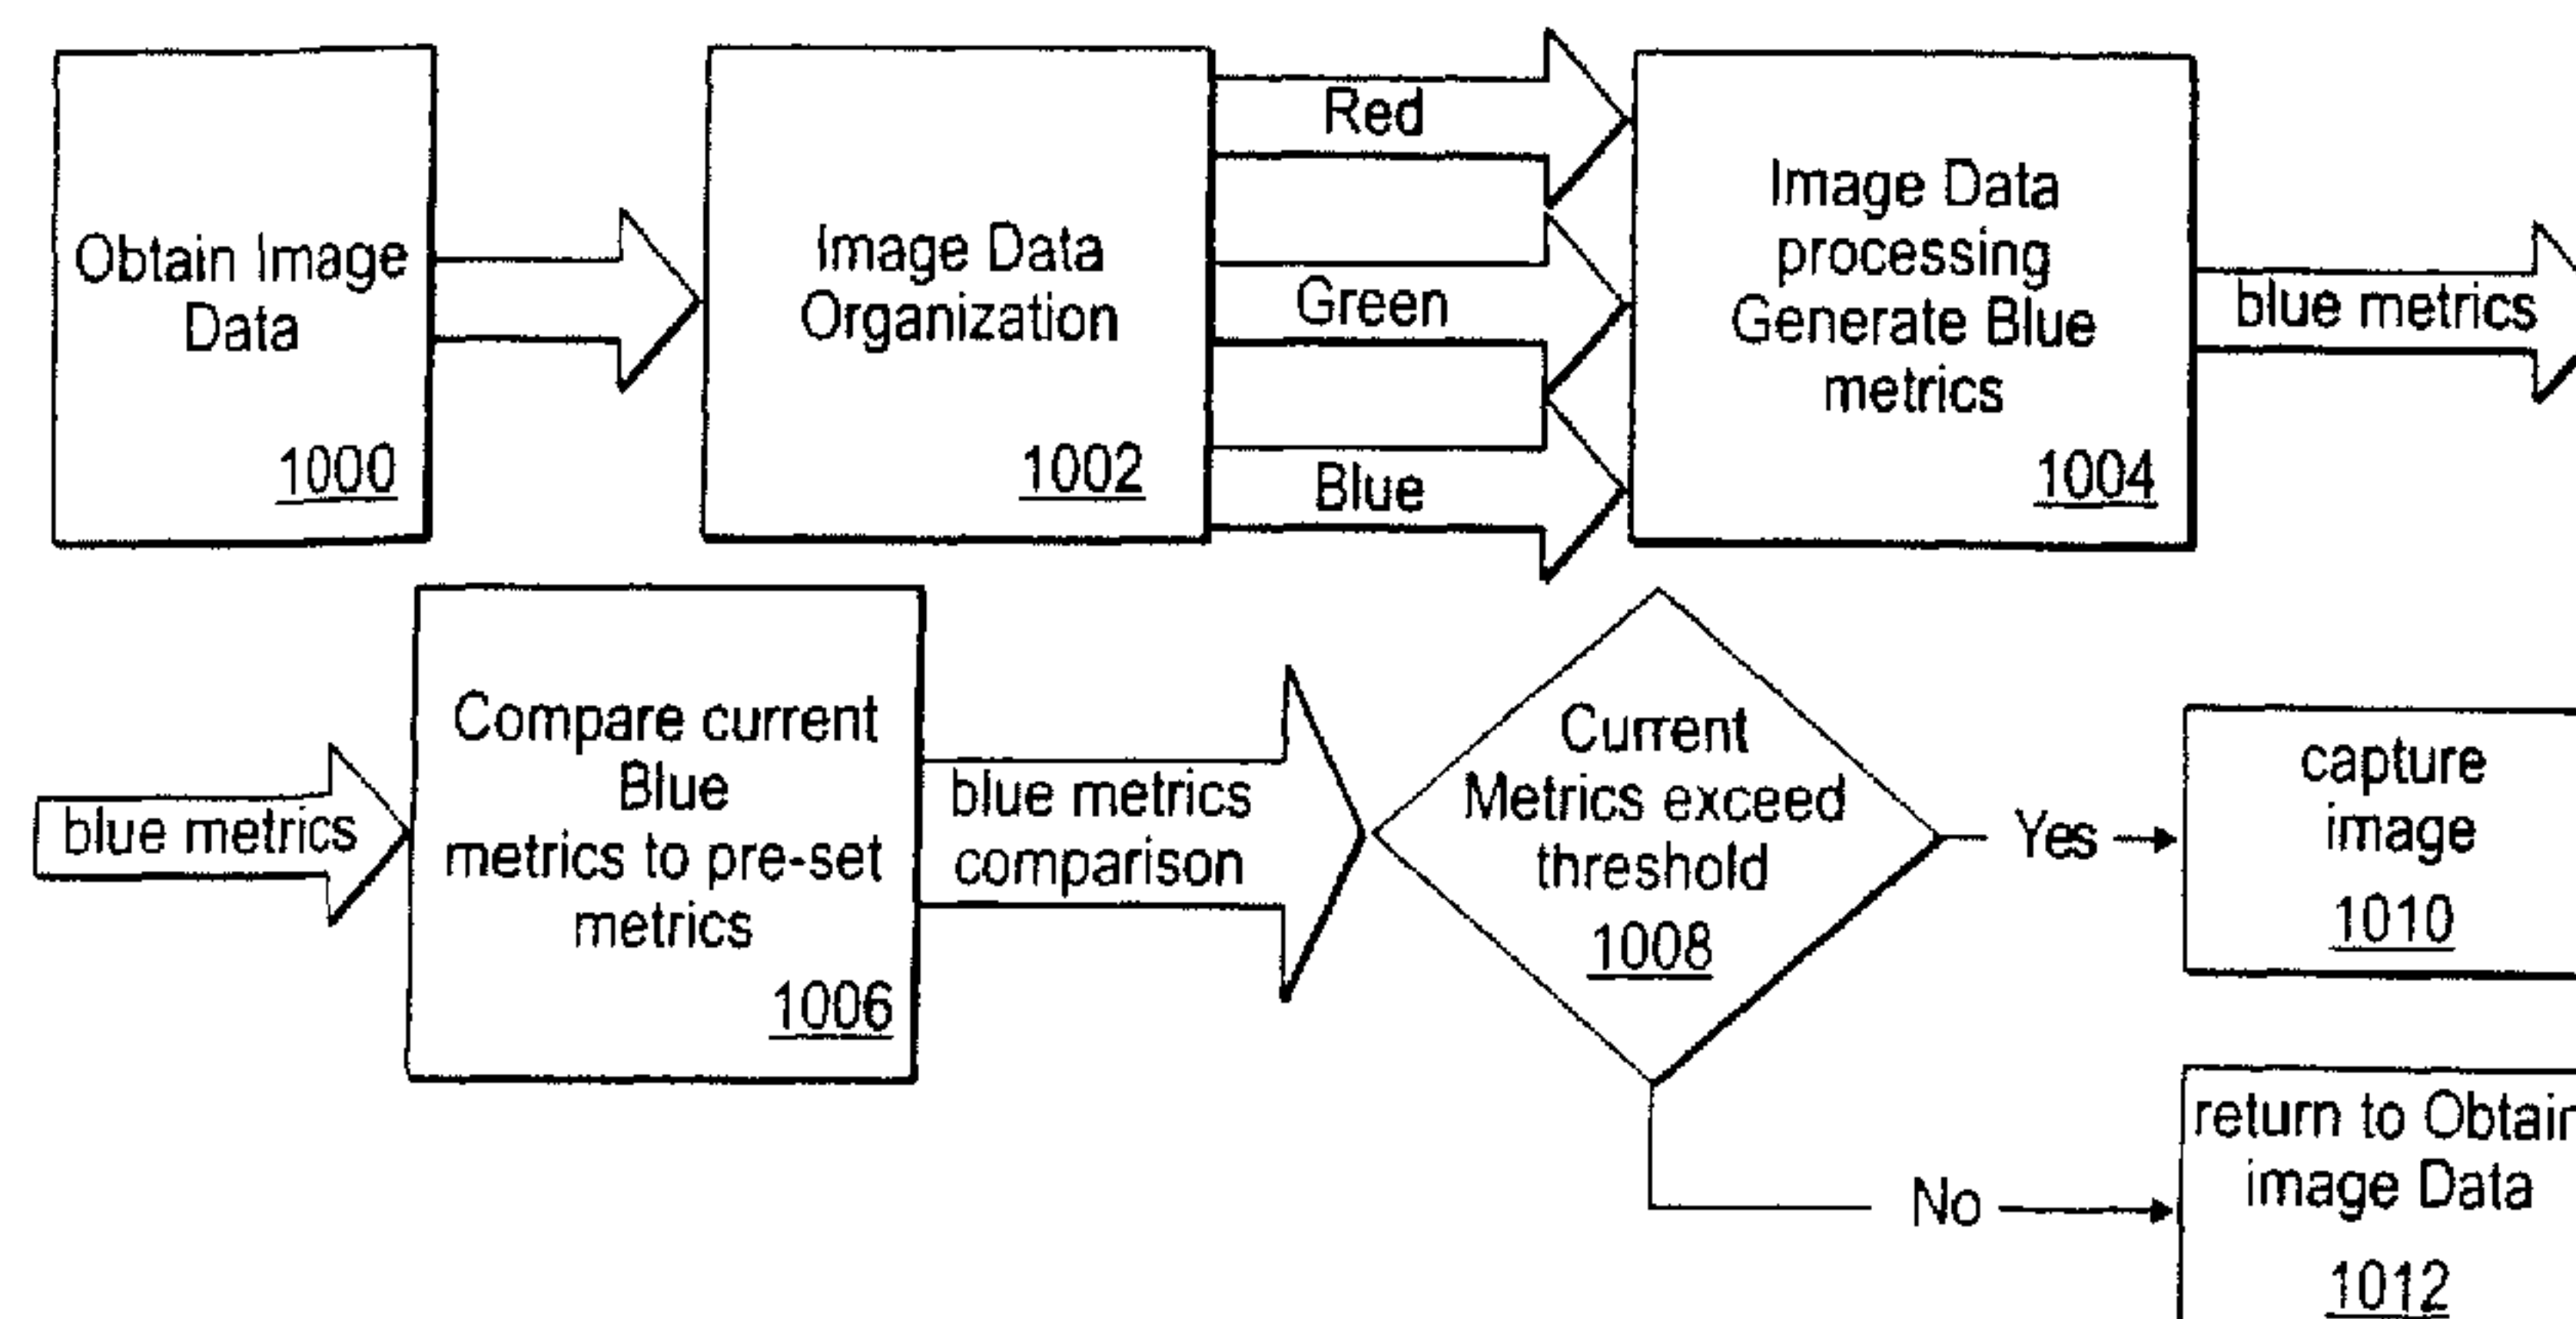 Obtain Image
Data
1000
Image Data
Organization
1002
Red
Green
Blue
Image Data
processing
Generate Blue
metrics
1004
blue metrics
blue metrics
Compare current
Blue
metrics to pre-set
metrics
1006
blue metrics
comparison
Current
Metrics exceed
threshold
1008
Yes
capture
image
1010
No
return to Obtain
image Data
1012